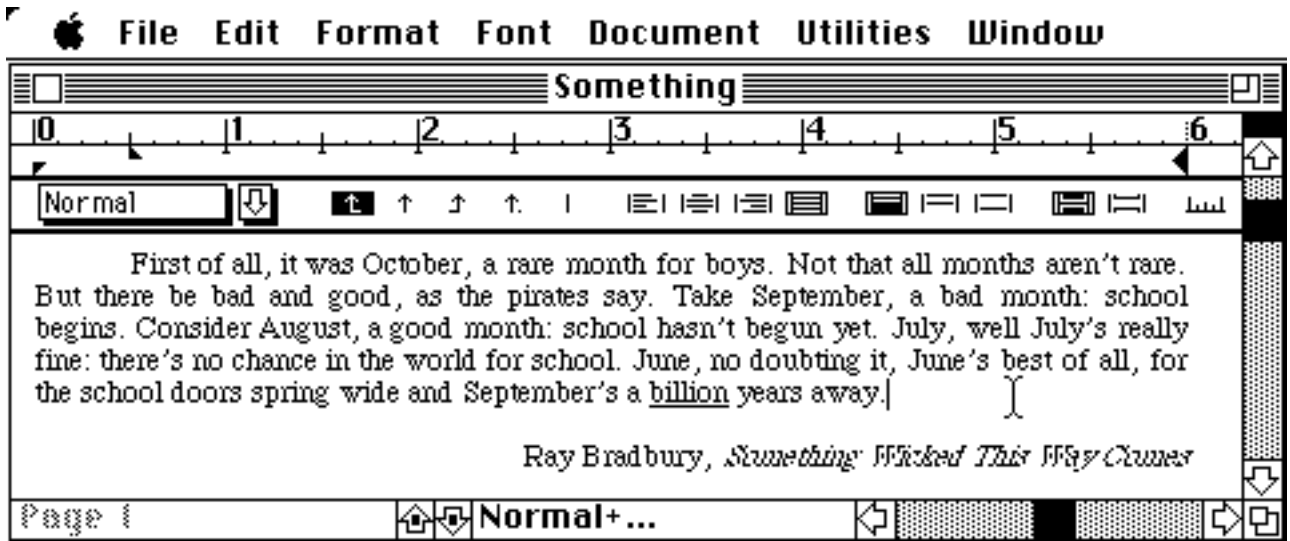 File Edit Format Font Document Utilities Window
Something
0 1 2 3 4 5 6
Normal
First of all, it was October, a rare month for boys. Not that all months aren't rare.
But there be bad and good, as the pirates say. Take September, a bad month: school
begins. Consider August, a good month: school hasn't begun yet. July, well July's really
fine: there's no chance in the world for school. June, no doubting it, June's best of all, for
the school doors spring wide and September's a billion years away.
Ray Bradbury, Something Wicked This Way Comes
Page 1 Normal+...